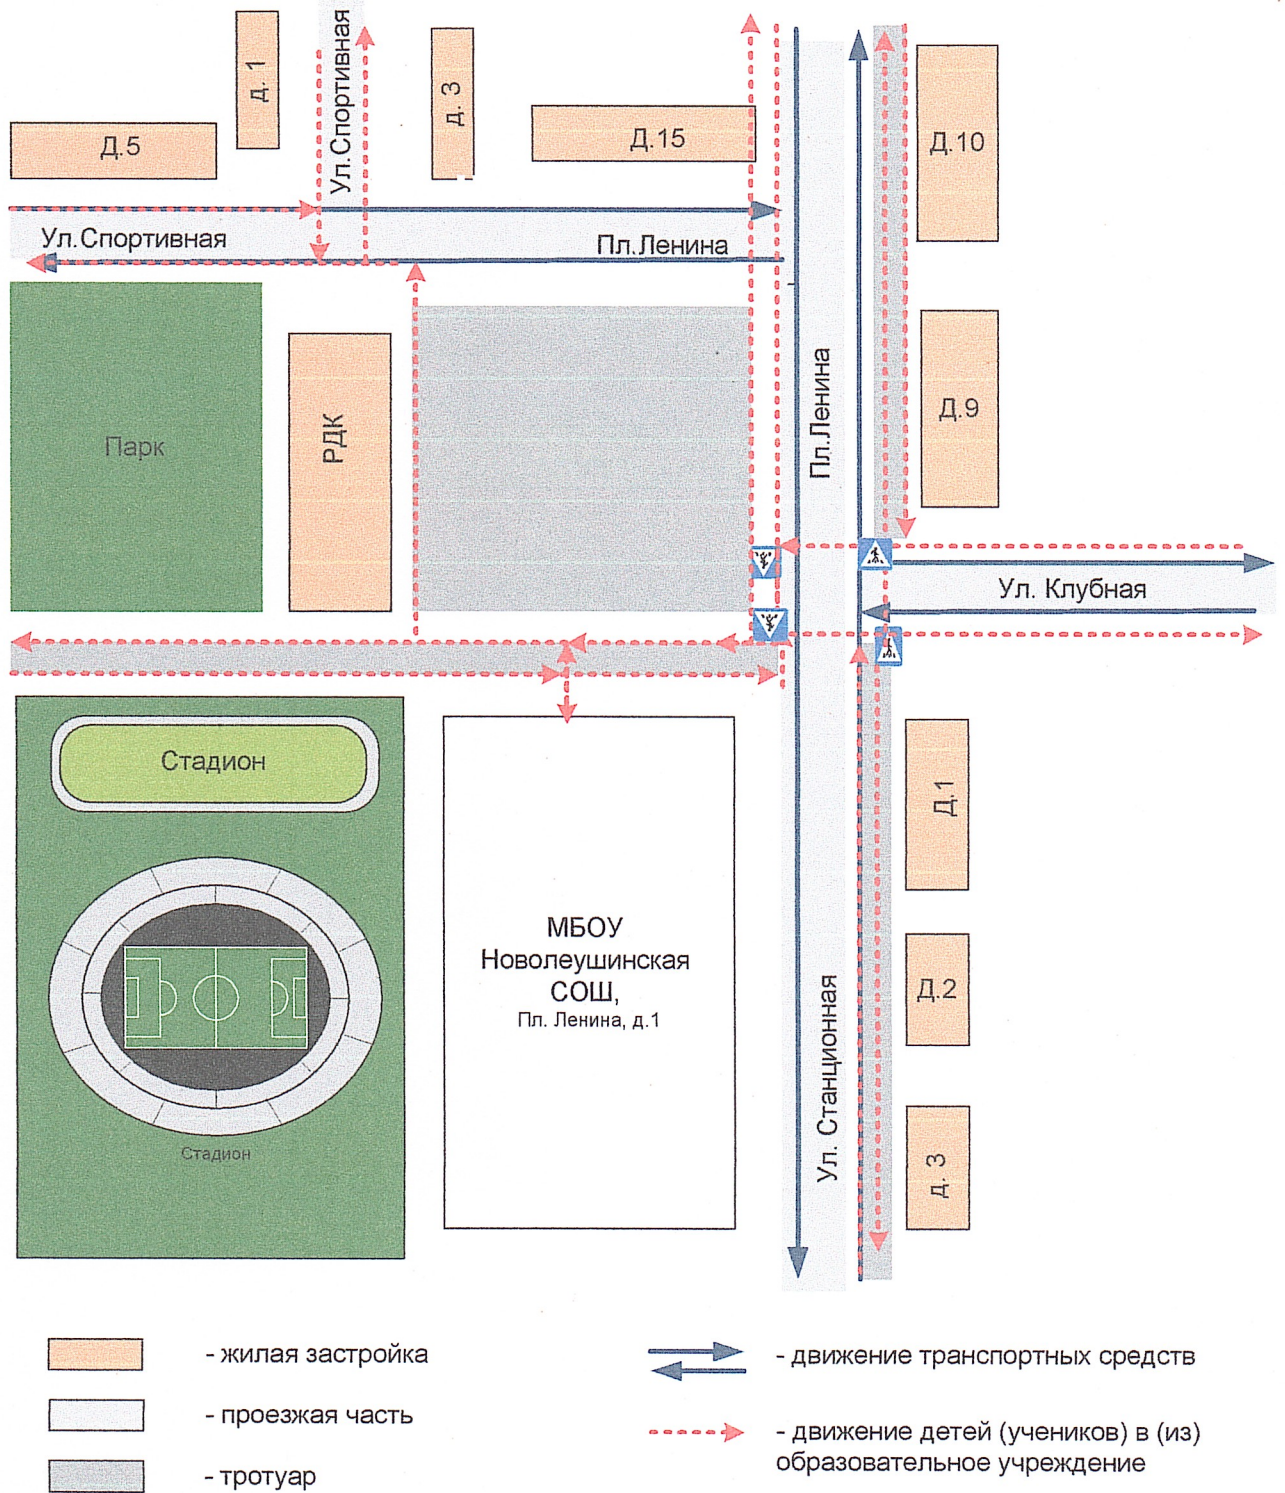 д. 1
Ул.Спортивная
д. 3
Д.5
Д.15
Д.10
Ул.Спортивная
Пл.Ленина
Парк
РДК
Пл.Ленина
Д.9
Ул. Клубная
Стадион
Д.1
МБОУ
Новолеушинская
СОШ,
Пл. Ленина, д.1
Д.2
Ул. Станционная
Стадион
д. 3
- жилая застройка
- проезжая часть
- тротуар
- движение транспортных средств
- движение детей (учеников) в (из)
образовательное учреждение